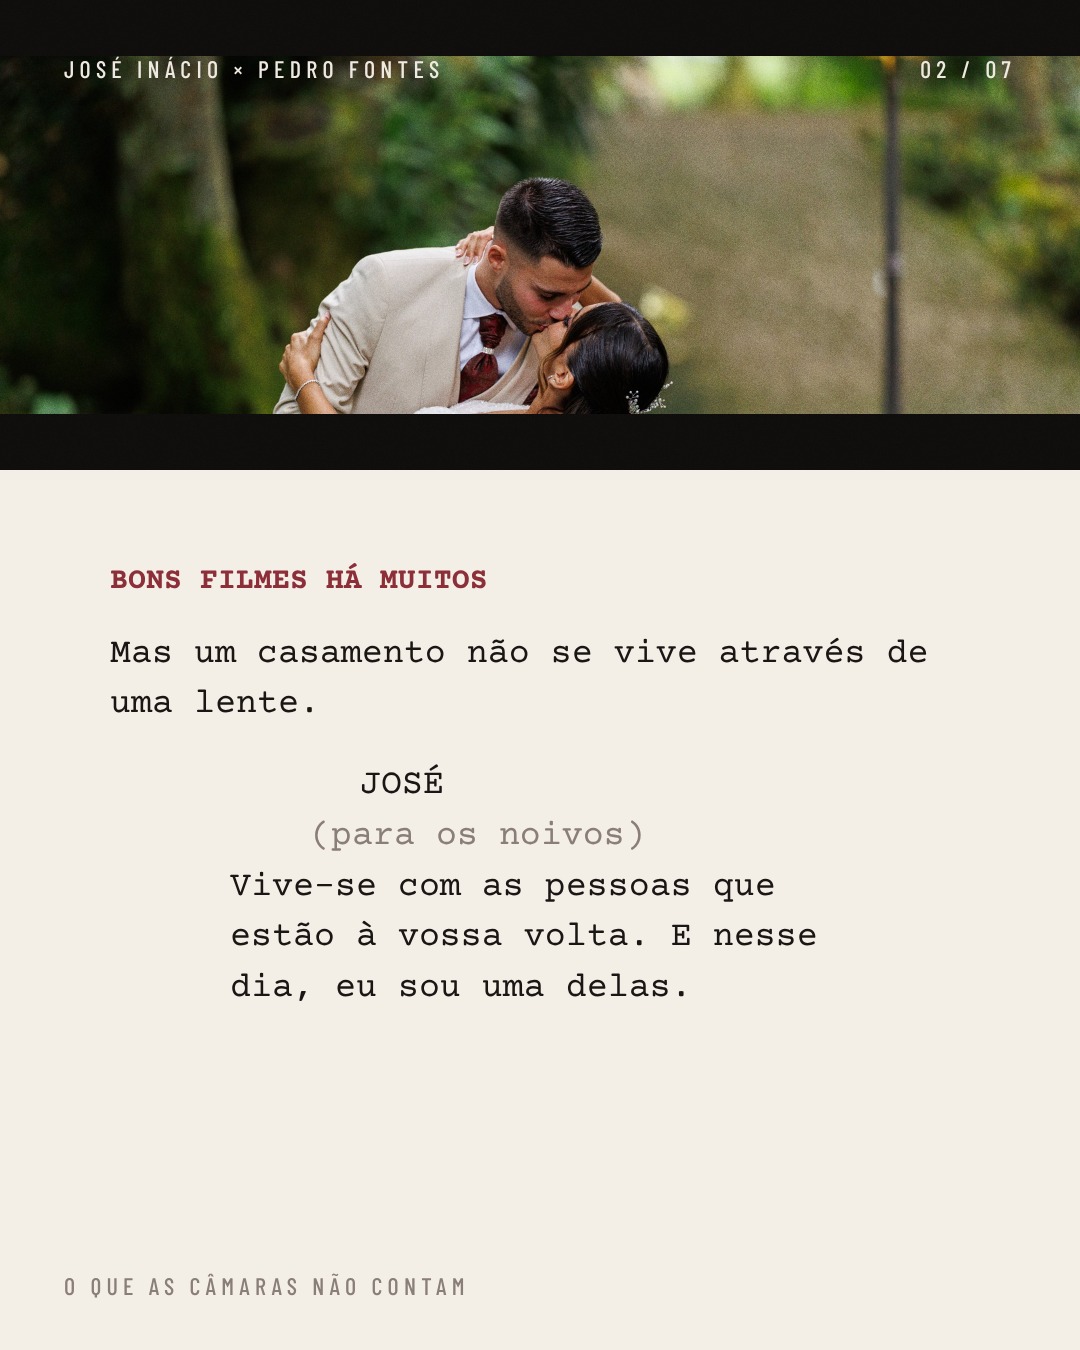 JOSÉ INÁCIO × PEDRO FONTES
02 / 07
BONS FILMES HÁ MUITOS
Mas um casamento não se vive através de
uma lente.
JOSÉ
(para os noivos)
Vive-se com as pessoas que
estão à vossa volta. E nesse
dia, eu sou uma delas.
O QUE AS CÂMARAS NÃO CONTAM